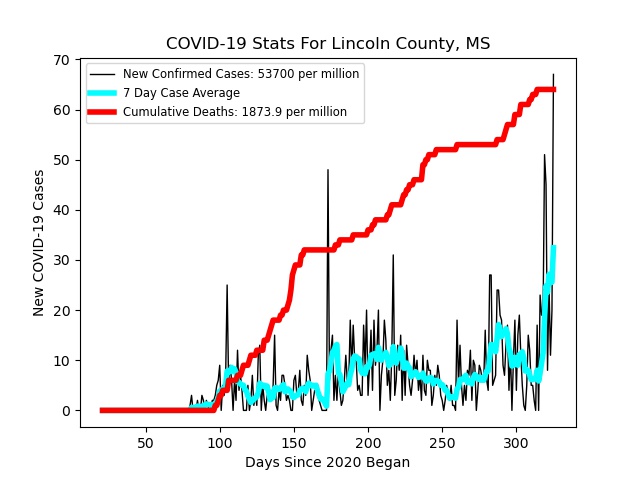 COVID-19 Stats For Lincoln County, MS
New Confirmed Cases: 53700 per million
7 Day Case Average
Cumulative Deaths: 1873.9 per million
70
60
50
40
30
20
10
0
New COVID-19 Cases
50 100 150 200 250 300
Days Since 2020 Began